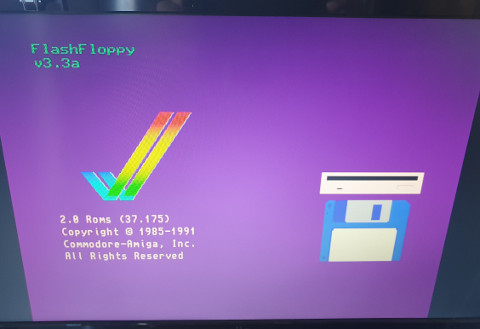 FlashFloppy
v3.3a
2.0 Roms (37.175)
Copyright © 1985-1991
Commodore-Amiga, Inc.
All Rights Reserved